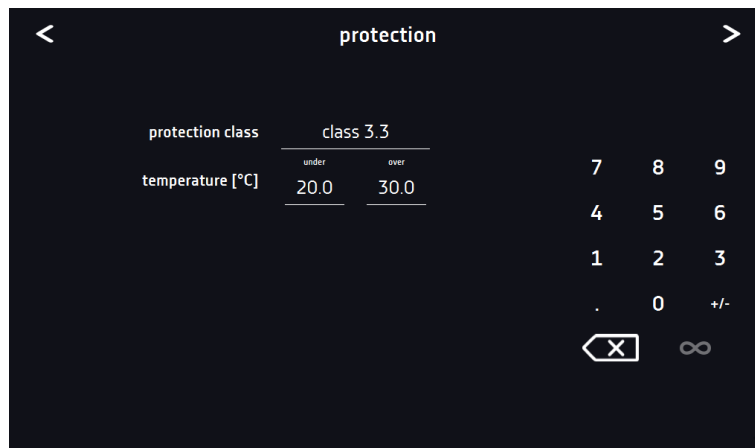 < protection >
protection class class 3.3
under over
temperature [°C] 20.0 30.0
7 8 9
4 5 6
1 2 3
. 0 +/-
∞